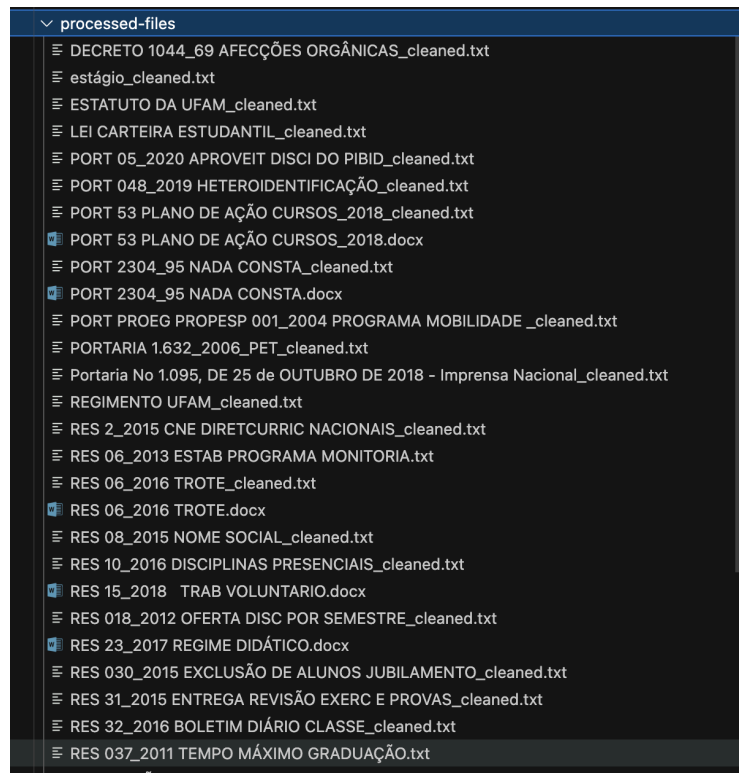 processed-files
DECRETO 1044_69 AFECÇÕES ORGÂNICAS_cleaned.txt
estágio_cleaned.txt
ESTATUTO DA UFAM_cleaned.txt
LEI CARTEIRA ESTUDANTIL_cleaned.txt
PORT 05_2020 APROVEIT DISCI DO PIBID_cleaned.txt
PORT 048_2019 HETEROIDENTIFICAÇÃO_cleaned.txt
PORT 53 PLANO DE AÇÃO CURSOS_2018_cleaned.txt
PORT 53 PLANO DE AÇÃO CURSOS_2018.docx
PORT 2304_95 NADA CONSTA_cleaned.txt
PORT 2304_95 NADA CONSTA.docx
PORT PROEG PROPESP 001_2004 PROGRAMA MOBILIDADE _cleaned.txt
PORTARIA 1.632_2006_PET_cleaned.txt
Portaria No 1.095, DE 25 de OUTUBRO DE 2018 - Imprensa Nacional_cleaned.txt
REGIMENTO UFAM_cleaned.txt
RES 2_2015 CNE DIRETCURRIC NACIONAIS_cleaned.txt
RES 06_2013 ESTAB PROGRAMA MONITORIA.txt
RES 06_2016 TROTE_cleaned.txt
RES 06_2016 TROTE.docx
RES 08_2015 NOME SOCIAL_cleaned.txt
RES 10_2016 DISCIPLINAS PRESENCIAIS_cleaned.txt
RES 15_2018   TRAB VOLUNTARIO.docx
RES 018_2012 OFERTA DISC POR SEMESTRE_cleaned.txt
RES 23_2017 REGIME DIDÁTICO.docx
RES 030_2015 EXCLUSÃO DE ALUNOS JUBILAMENTO_cleaned.txt
RES 31_2015 ENTREGA REVISÃO EXERC E PROVAS_cleaned.txt
RES 32_2016 BOLETIM DIÁRIO CLASSE_cleaned.txt
RES 037_2011 TEMPO MÁXIMO GRADUAÇÃO.txt